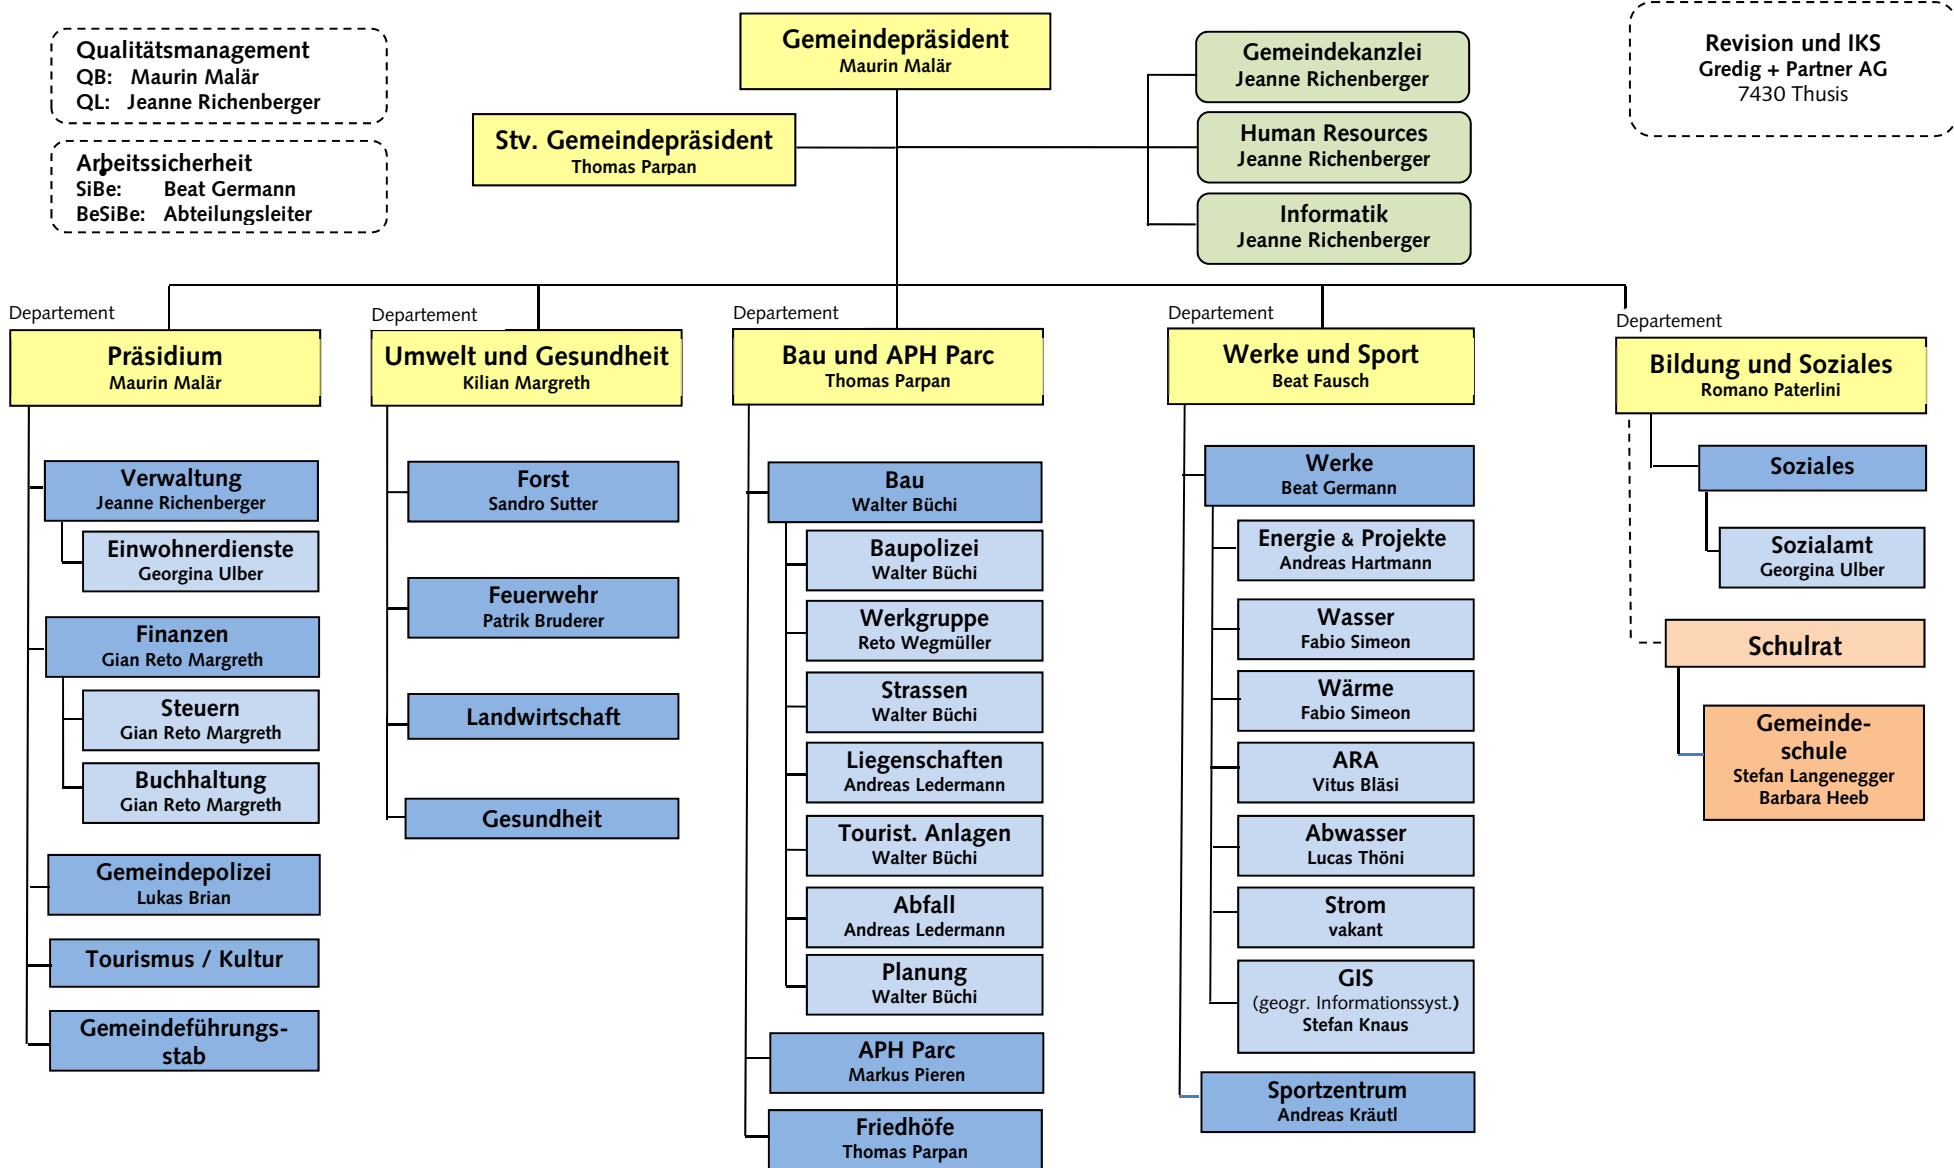 Qualitätsmanagement
QB: Maurin Malär
QL: Jeanne Richenberger
Arbeitssicherheit
SiBe: Beat Germann
BeSiBe: Abteilungsleiter
Gemeindepräsident
Maurin Malär
Stv. Gemeindepräsident
Thomas Parpan
Gemeindekanzlei
Jeanne Richenberger
Human Resources
Jeanne Richenberger
Informatik
Jeanne Richenberger
Revision und IKS
Gredig + Partner AG
7430 Thusis
Departement
Präsidium
Maurin Malär
Verwaltung
Jeanne Richenberger
Einwohnerdienste
Georgina Ulber
Finanzen
Gian Reto Margreth
Steuern
Gian Reto Margreth
Buchhaltung
Gian Reto Margreth
Gemeindepolizei
Lukas Brian
Tourismus / Kultur
Gemeindeführungs-
stab
Departement
Umwelt und Gesundheit
Kilian Margreth
Forst
Sandro Sutter
Feuerwehr
Patrik Bruderer
Landwirtschaft
Gesundheit
Departement
Bau und APH Parc
Thomas Parpan
Bau
Walter Büchi
Baupolizei
Walter Büchi
Werkgruppe
Reto Wegmüller
Strassen
Walter Büchi
Liegenschaften
Andreas Ledermann
Tourist. Anlagen
Walter Büchi
Abfall
Andreas Ledermann
Planung
Walter Büchi
APH Parc
Markus Pieren
Friedhöfe
Thomas Parpan
Departement
Werke und Sport
Beat Fausch
Werke
Beat Germann
Energie & Projekte
Andreas Hartmann
Wasser
Fabio Simeon
Wärme
Fabio Simeon
ARA
Vitus Bläsi
Abwasser
Lucas Thöni
Strom
vakant
GIS
(geogr. Informationssyst.)
Stefan Knaus
Sportzentrum
Andreas Kräutl
Departement
Bildung und Soziales
Romano Paterlini
Soziales
Sozialamt
Georgina Ulber
Schulrat
Gemeinde-
schule
Stefan Langenegger
Barbara Heeb